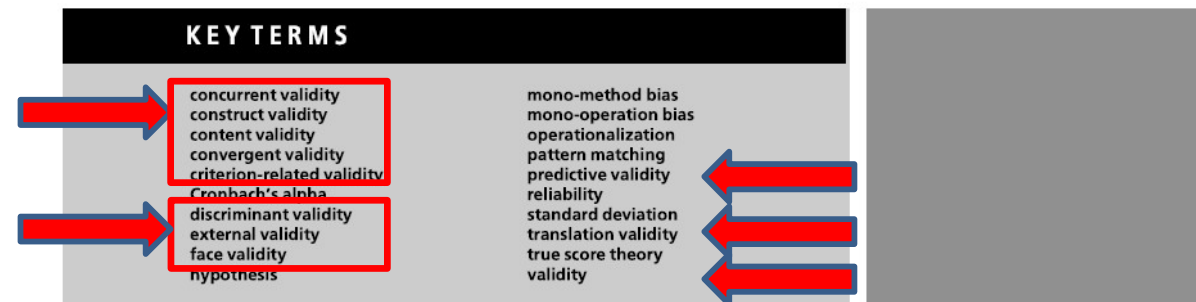 KEY TERMS
concurrent validity
construct validity
content validity
convergent validity
criterion-related validity
Cronbach's alpha
discriminant validity
external validity
face validity
hypothesis
mono-method bias
mono-operation bias
operationalization
pattern matching
predictive validity
reliability
standard deviation
translation validity
true score theory
validity